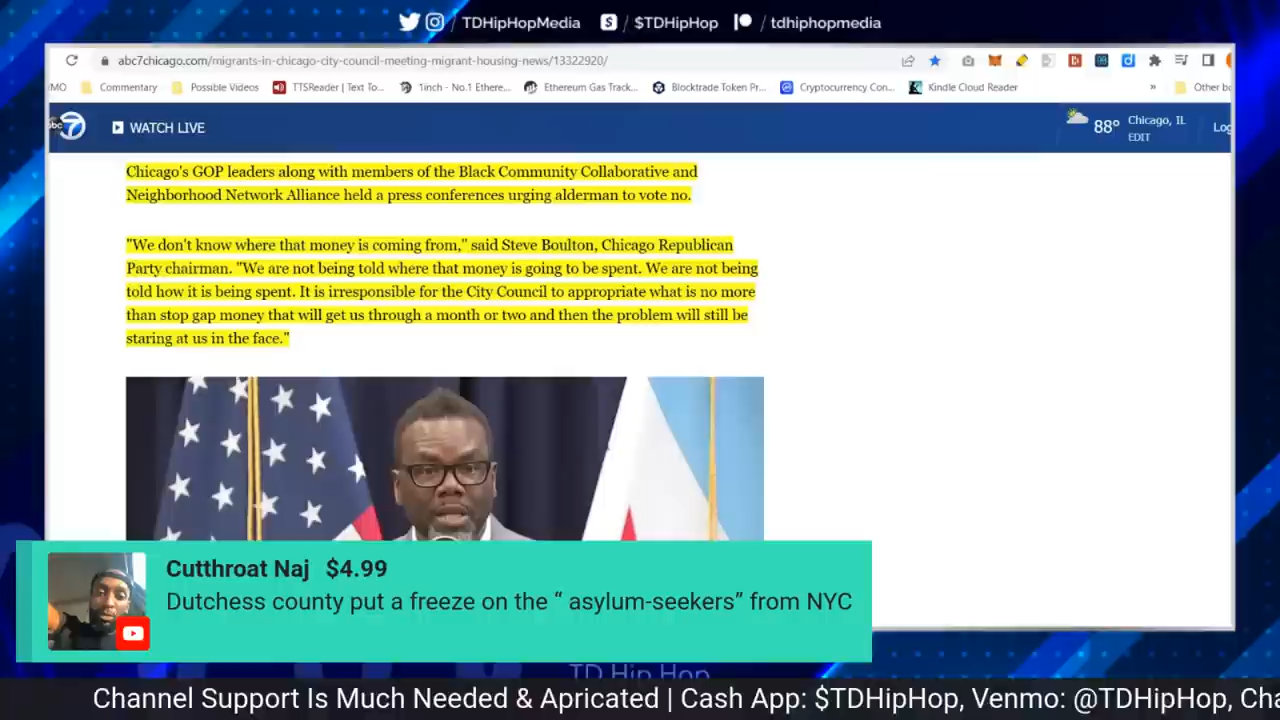 / TDHipHopMedia $ / $TDHipHop / tdhiphopmedia
abc7chicago.com/migrants-in-chicago-city-council-meeting-migrant-housing-news/13322920/
MO Commentary Possible Videos TTSReader | Text To... 1inch - No.1 Ethere... Ethereum Gas Track... Blocktrade Token Pr... Cryptocurrency Con... Kindle Cloud Reader » Other bo
abc 7 WATCH LIVE 88° Chicago, IL Log
EDIT
Chicago's GOP leaders along with members of the Black Community Collaborative and
Neighborhood Network Alliance held a press conferences urging alderman to vote no.
"We don't know where that money is coming from," said Steve Boulton, Chicago Republican
Party chairman. "We are not being told where that money is going to be spent. We are not being
told how it is being spent. It is irresponsible for the City Council to appropriate what is no more
than stop gap money that will get us through a month or two and then the problem will still be
staring at us in the face."
Cutthroat Naj $4.99
Dutchess county put a freeze on the “ asylum-seekers” from NYC
TD Hip Hop
Channel Support Is Much Needed & Apricated | Cash App: $TDHipHop, Venmo: @TDHipHop, Cha